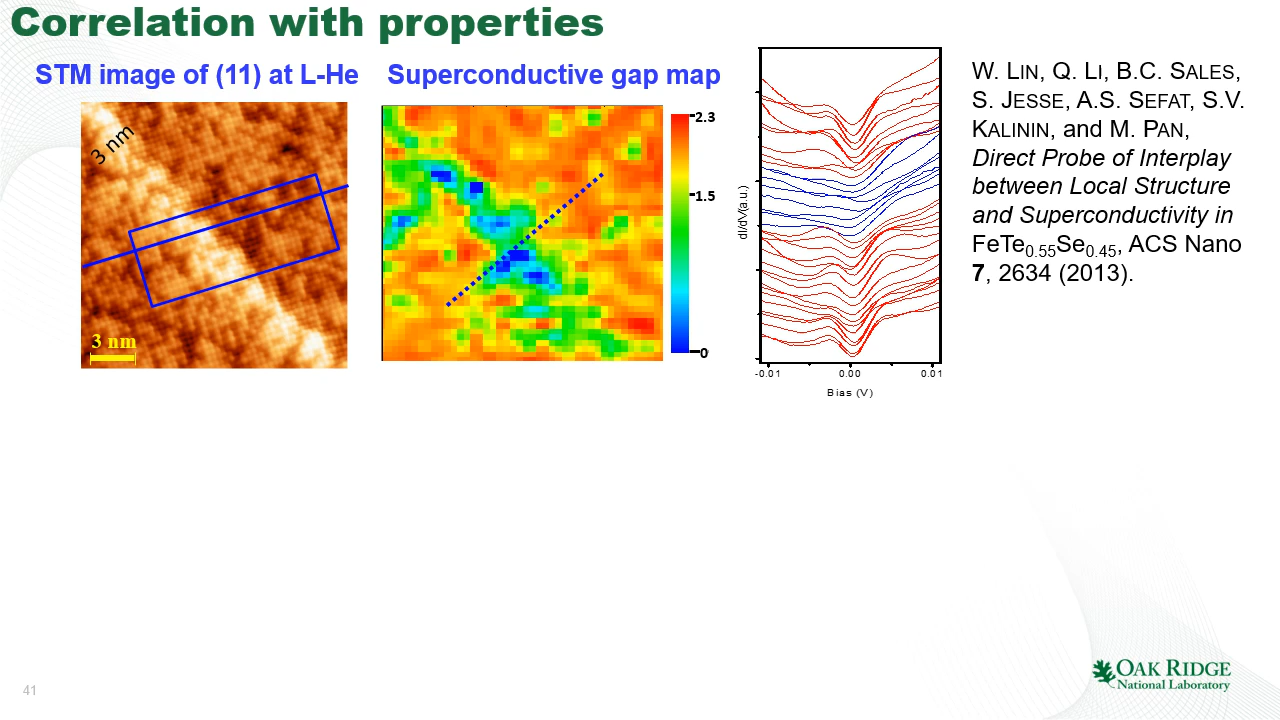 Correlation with properties
STM image of (11) at L-He
Superconductive gap map
3 nm
3 nm
2.3
1.5
0
dI/dV(a.u.)
-0.01
0.00
0.01
Bias (V)
W. LIN, Q. LI, B.C. SALES,
S. JESSE, A.S. SEFAT, S.V.
KALININ, and M. PAN,
Direct Probe of Interplay
between Local Structure
and Superconductivity in
FeTe0.55Se0.45, ACS Nano
7, 2634 (2013).
41
OAK RIDGE
National Laboratory